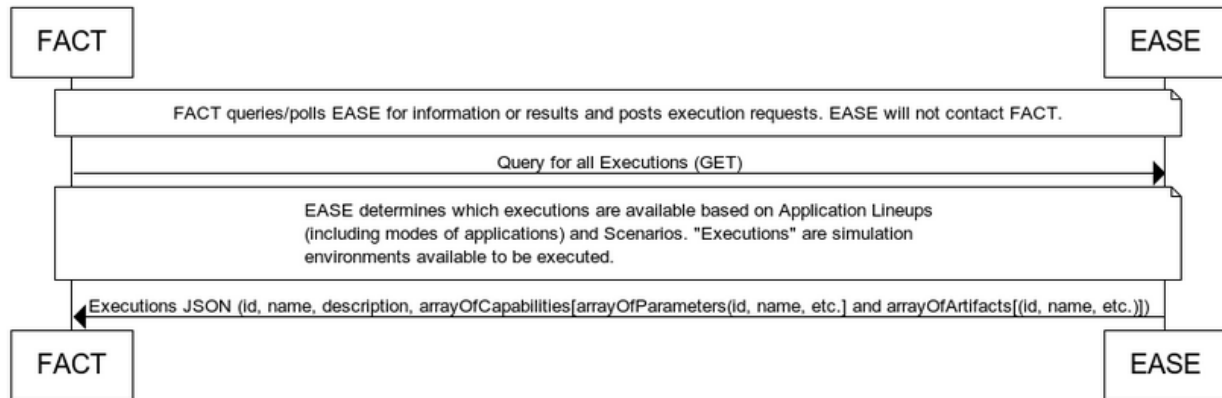 FACT
EASE
FACT queries/polls EASE for information or results and posts execution requests. EASE will not contact FACT.
Query for all Executions (GET)
EASE determines which executions are available based on Application Lineups
(including modes of applications) and Scenarios. "Executions" are simulation
environments available to be executed.
Executions JSON (id, name, description, arrayOfCapabilities[arrayOfParameters(id, name, etc.] and arrayOfArtifacts[(id, name, etc.)])
FACT
EASE